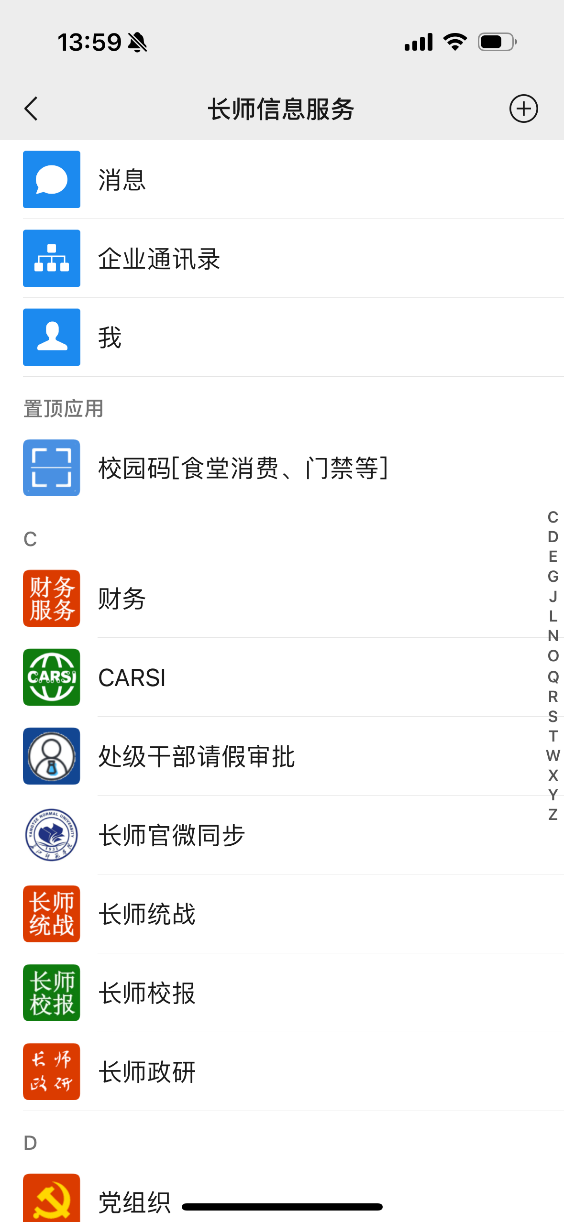 13:59
长师信息服务
消息
企业通讯录
我
置顶应用
校园码[食堂消费、门禁等]
C
财务
服务
财务
CARSI
CARSI
处级干部请假审批
长师官微同步
长师
统战
长师统战
长师
校报
长师校报
长师
政研
长师政研
D
党组织
C
D
E
G
J
L
N
O
Q
R
S
T
W
X
Y
Z